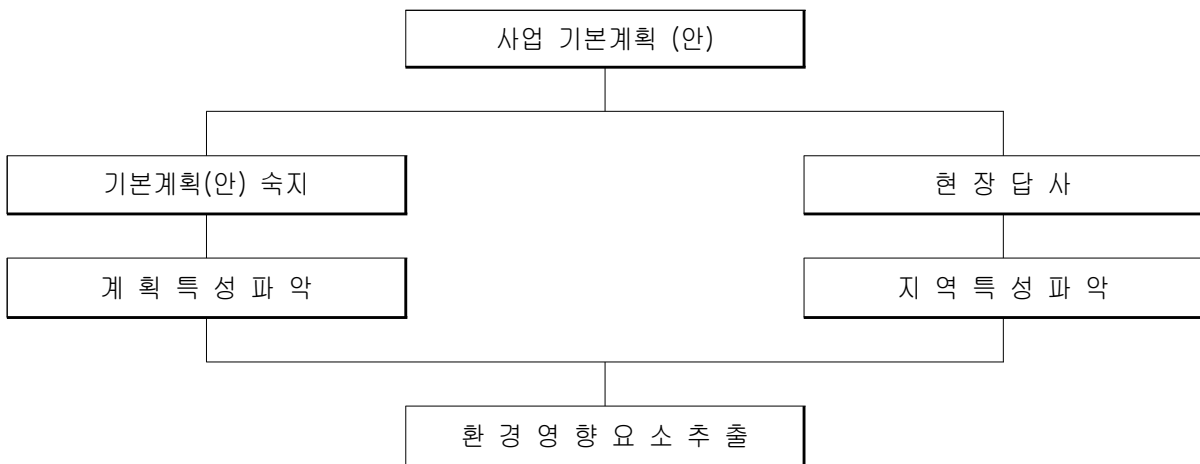 사업 기본계획 (안)
기본계획(안) 숙지
현 장 답 사
계 획 특 성 파 악
지 역 특 성 파 악
환 경 영 향 요 소 추 출